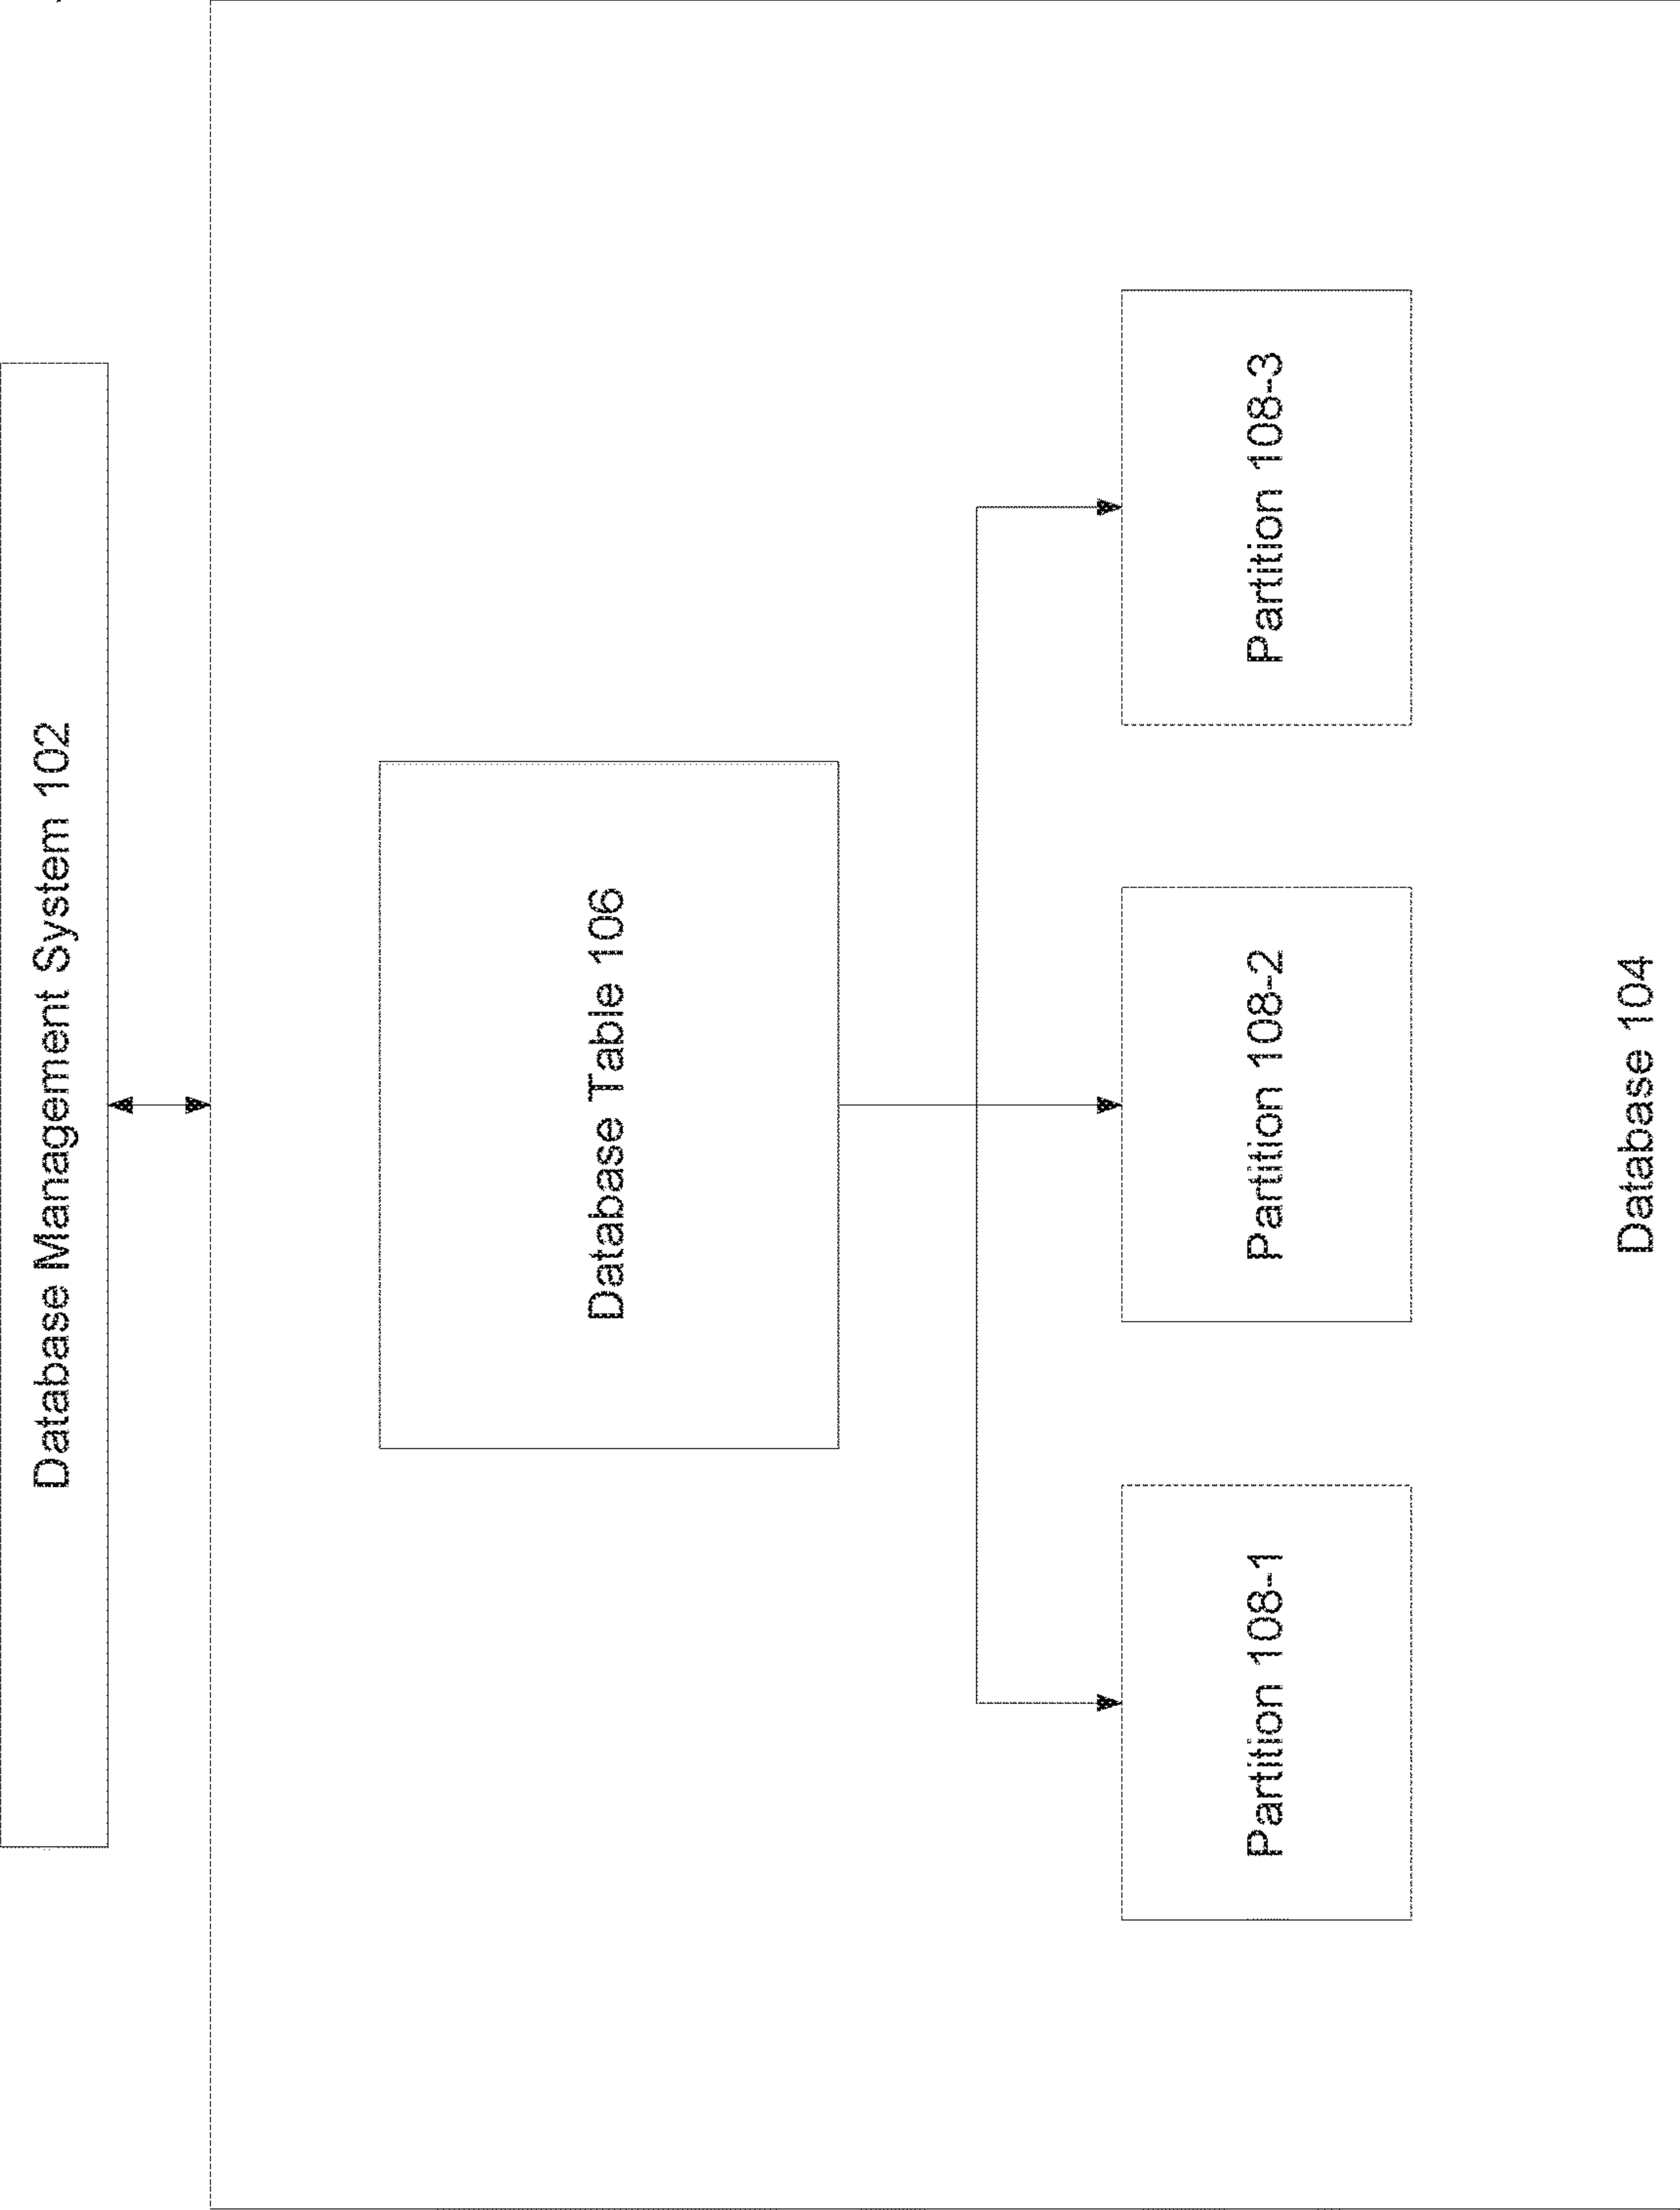 Database Management System 102
Database Table 106
Partition 108-1
Partition 108-2
Partition 108-3
Database 104